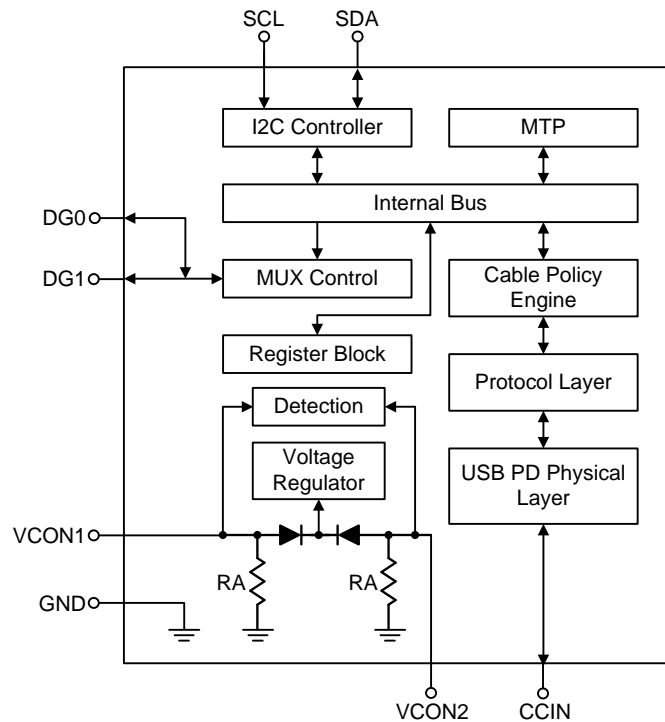 SCL
SDA
I2C Controller
MTP
Internal Bus
DG0
DG1
MUX Control
Cable Policy
Engine
Register Block
Protocol Layer
Detection
Voltage
Regulator
USB PD Physical
Layer
VCON1
RA
RA
GND
VCON2
CCIN